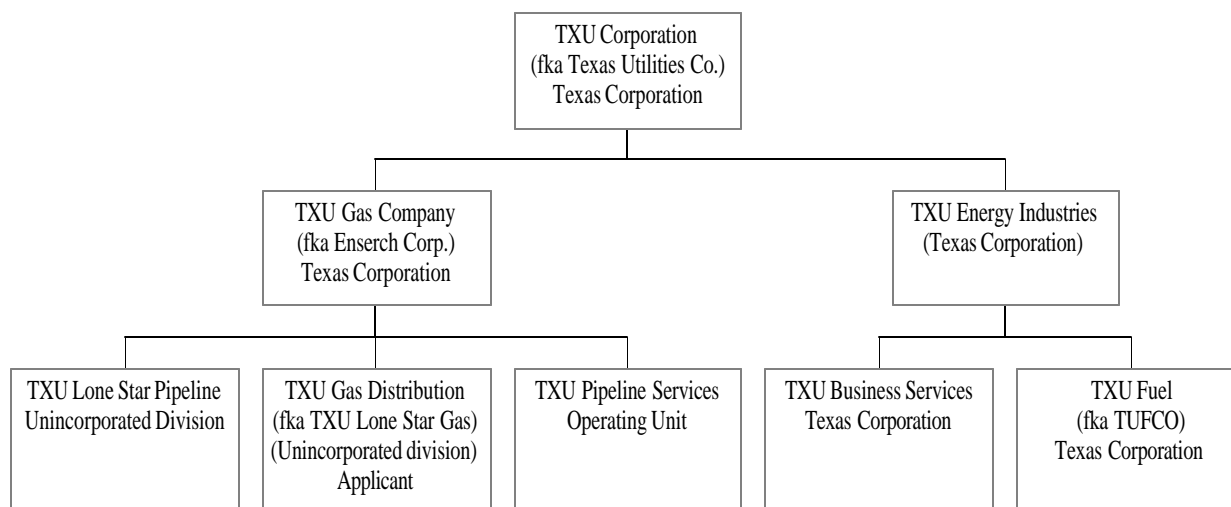 TXU Corporation
(fka Texas Utilities Co.)
Texas Corporation
TXU Gas Company
(fka Enserch Corp.)
Texas Corporation
TXU Energy Industries
(Texas Corporation)
TXU Lone Star Pipeline
Unincorporated Division
TXU Gas Distribution
(fka TXU Lone Star Gas)
(Unincorporated division)
Applicant
TXU Pipeline Services
Operating Unit
TXU Business Services
Texas Corporation
TXU Fuel
(fka TUFCO)
Texas Corporation